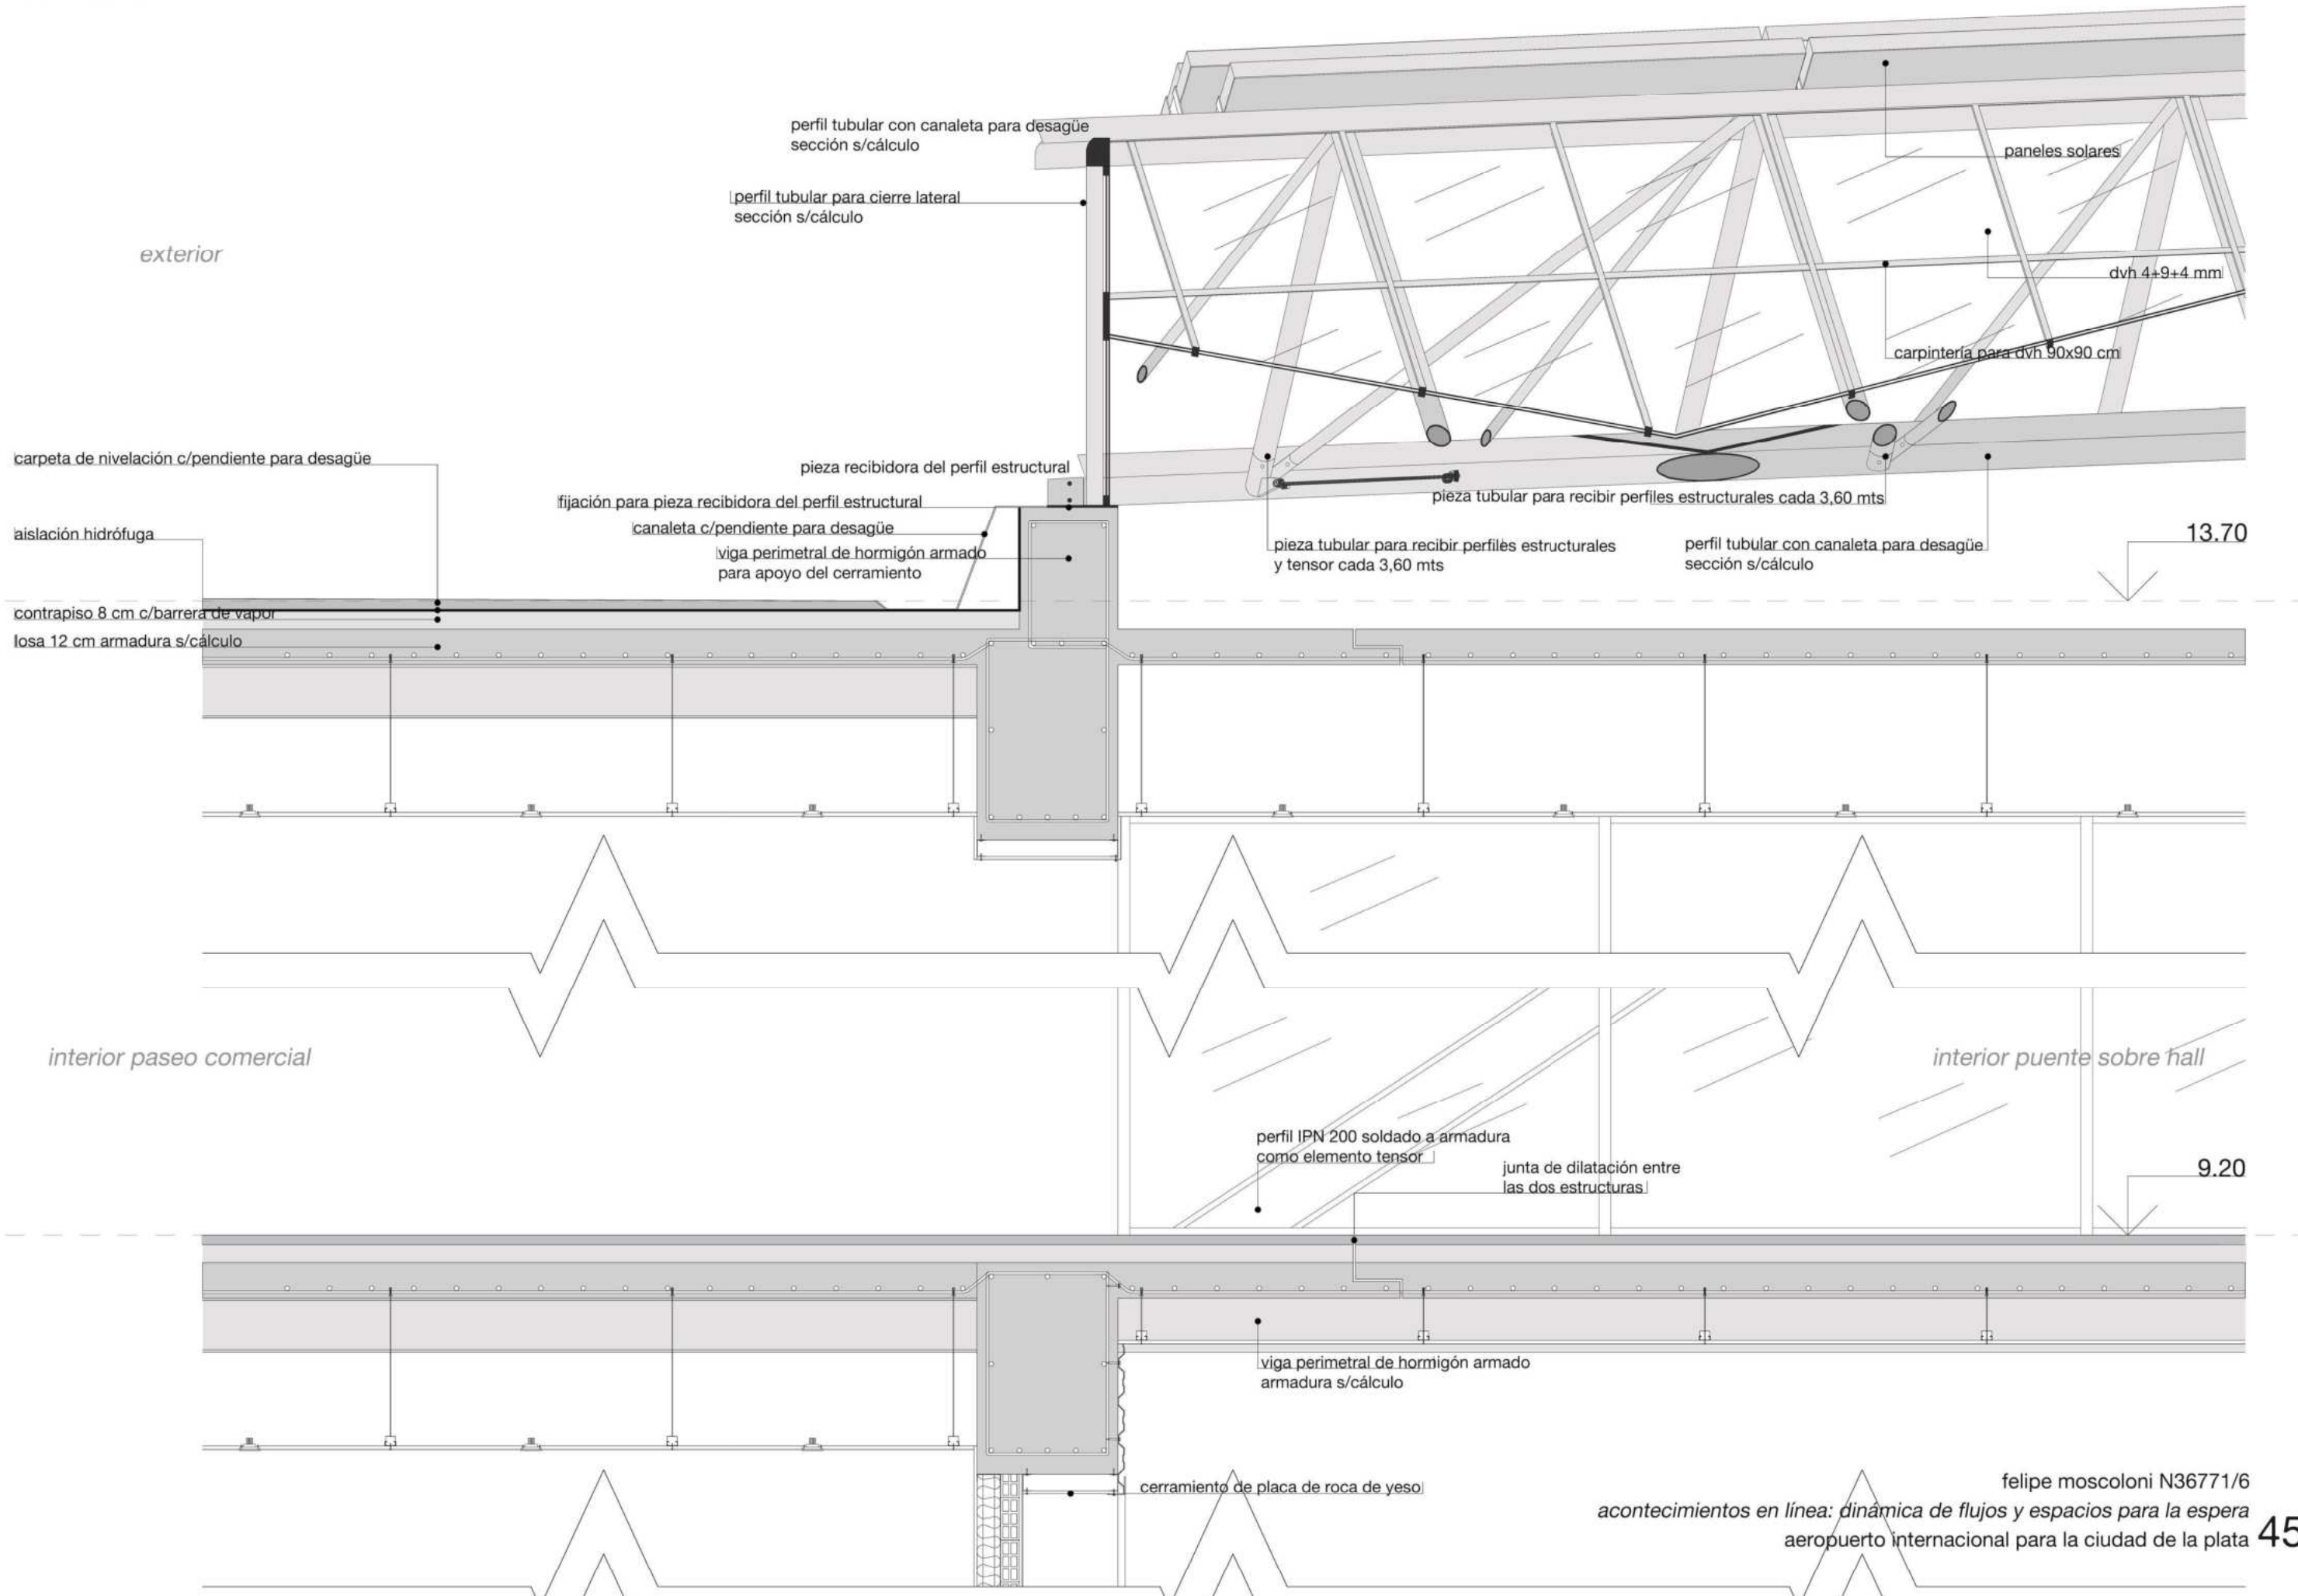 perfil tubular con canaleta para desagüe
sección s/cálculo
paneles solares
perfil tubular para cierre lateral
sección s/cálculo
exterior
dvh 4+9+4 mm
carpintería para dvh 90x90 cm
carpeta de nivelación c/pendiente para desagüe
pieza recibidora del perfil estructural
fijación para pieza recibidora del perfil estructural
pieza tubular para recibir perfiles estructurales cada 3,60 mts
aislación hidrófuga
canaleta c/pendiente para desagüe
viga perimetral de hormigón armado
para apoyo del cerramiento
pieza tubular para recibir perfiles estructurales
y tensor cada 3,60 mts
perfil tubular con canaleta para desagüe
sección s/cálculo
13.70
contrapiso 8 cm c/barrera de vapor
losa 12 cm armadura s/cálculo
interior paseo comercial
interior puente sobre hall
perfil IPN 200 soldado a armadura
como elemento tensor
junta de dilatación entre
las dos estructuras
9.20
viga perimetral de hormigón armado
armadura s/cálculo
cerramiento de placa de roca de yeso
felipe moscoloni N36771/6
acontecimientos en línea: dinámica de flujos y espacios para la espera
aeropuerto internacional para la ciudad de la plata 45